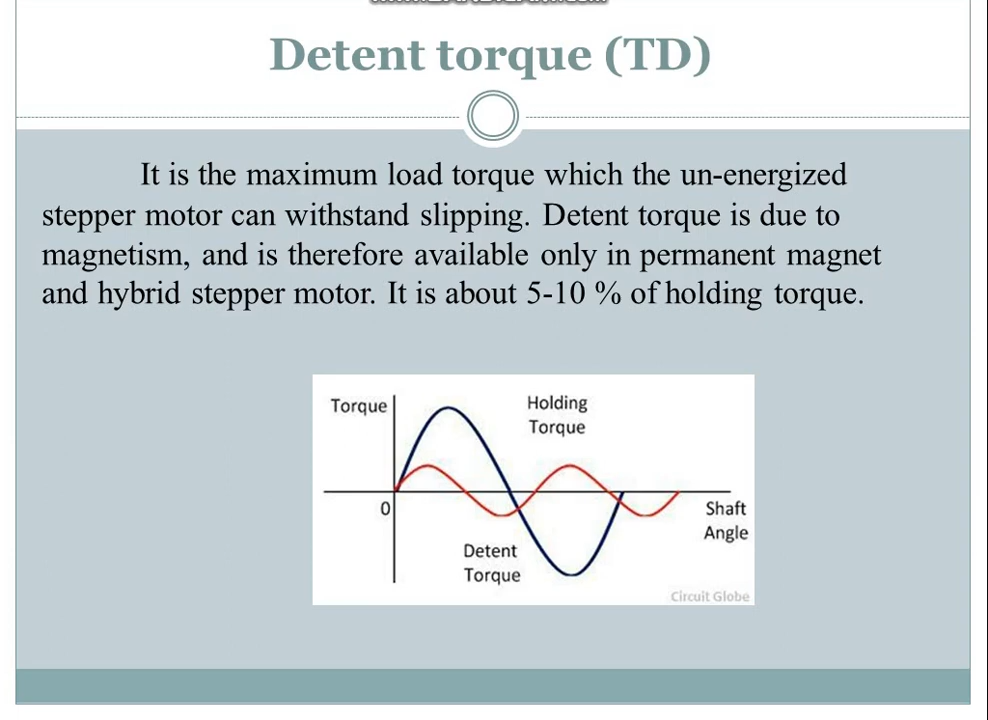 Detent torque (TD)
It is the maximum load torque which the un-energized
stepper motor can withstand slipping. Detent torque is due to
magnetism, and is therefore available only in permanent magnet
and hybrid stepper motor. It is about 5-10 % of holding torque.
Torque
Holding
Torque
0
Shaft
Angle
Detent
Torque
Circuit Globe